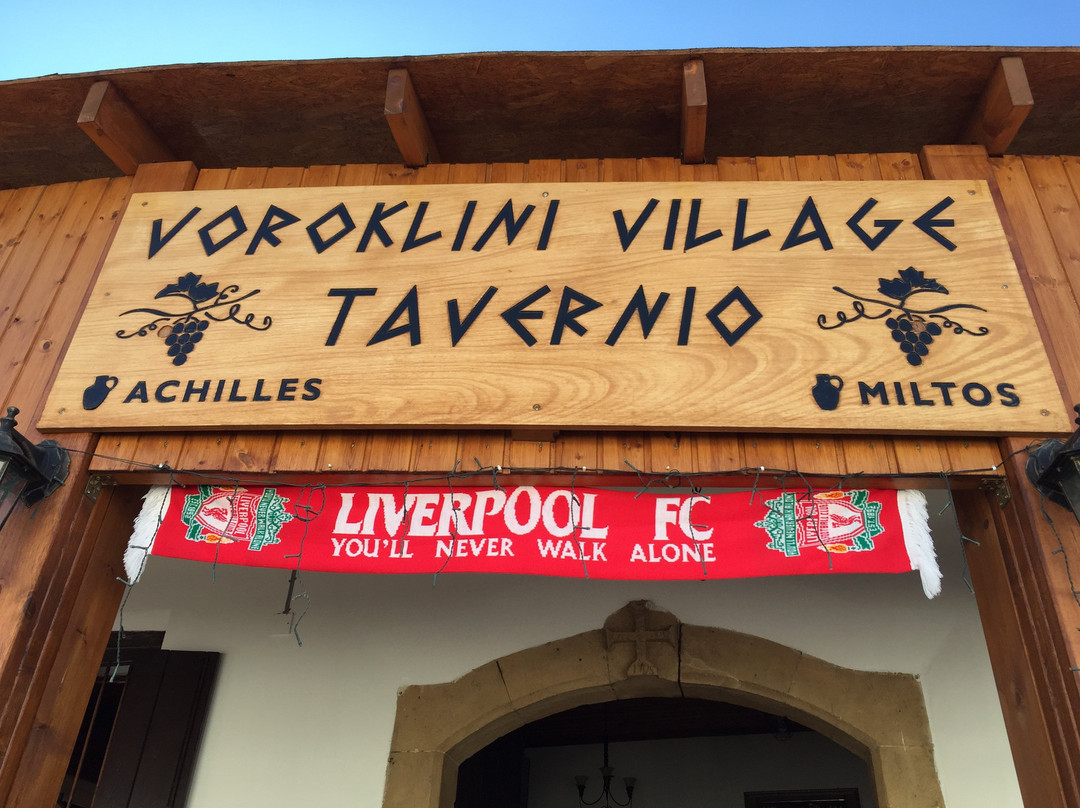 VOROKLINI VILLAGE
TAVERNIO
ACHILLES
MILTOS
LIVERPOOL FC
YOU'LL NEVER WALK ALONE